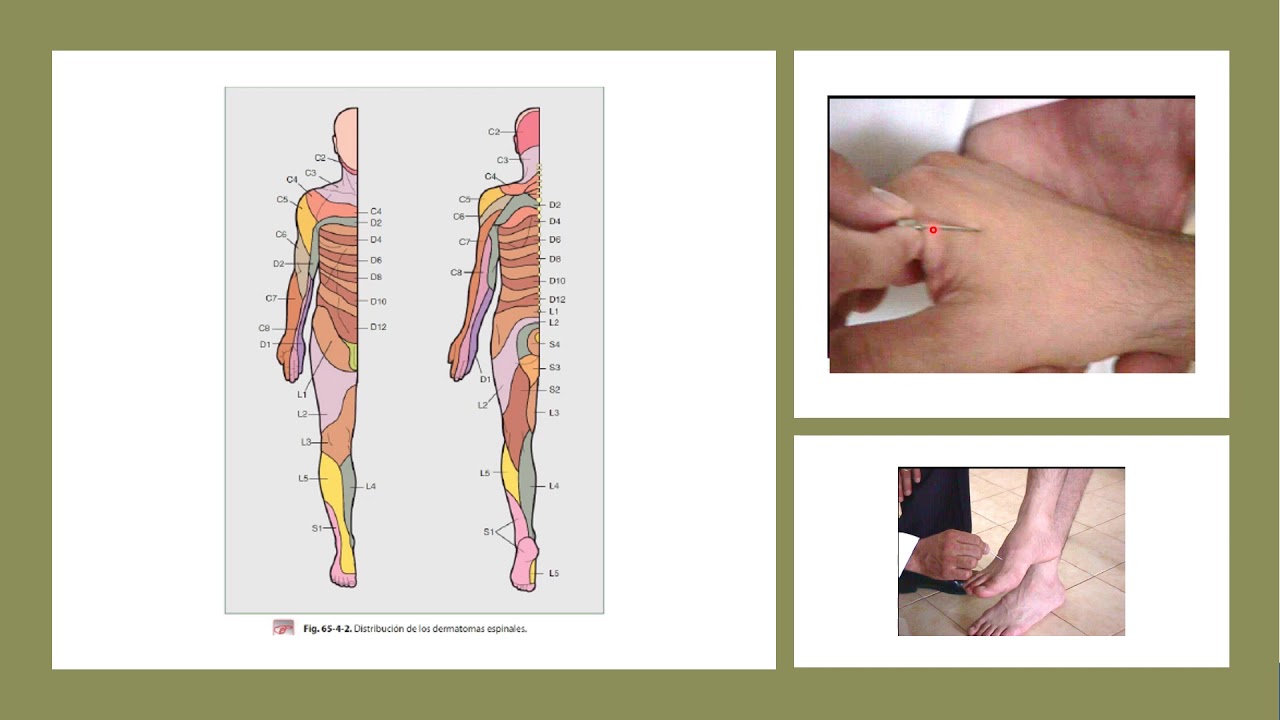 C2
C3
C4
C5
C6
D2
C7
C8
D1
L1
L2
L3
L5
S1
C4
D2
D4
D6
D8
D10
D12
L4
C2
C3
C4
C5
C6
C7
C8
D1
L2
L5
S1
D2
D4
D6
D8
D10
D12
L1
L2
S4
S3
S2
L3
L4
L5
Fig. 65-4-2. Distribución de los dermatomas espinales.